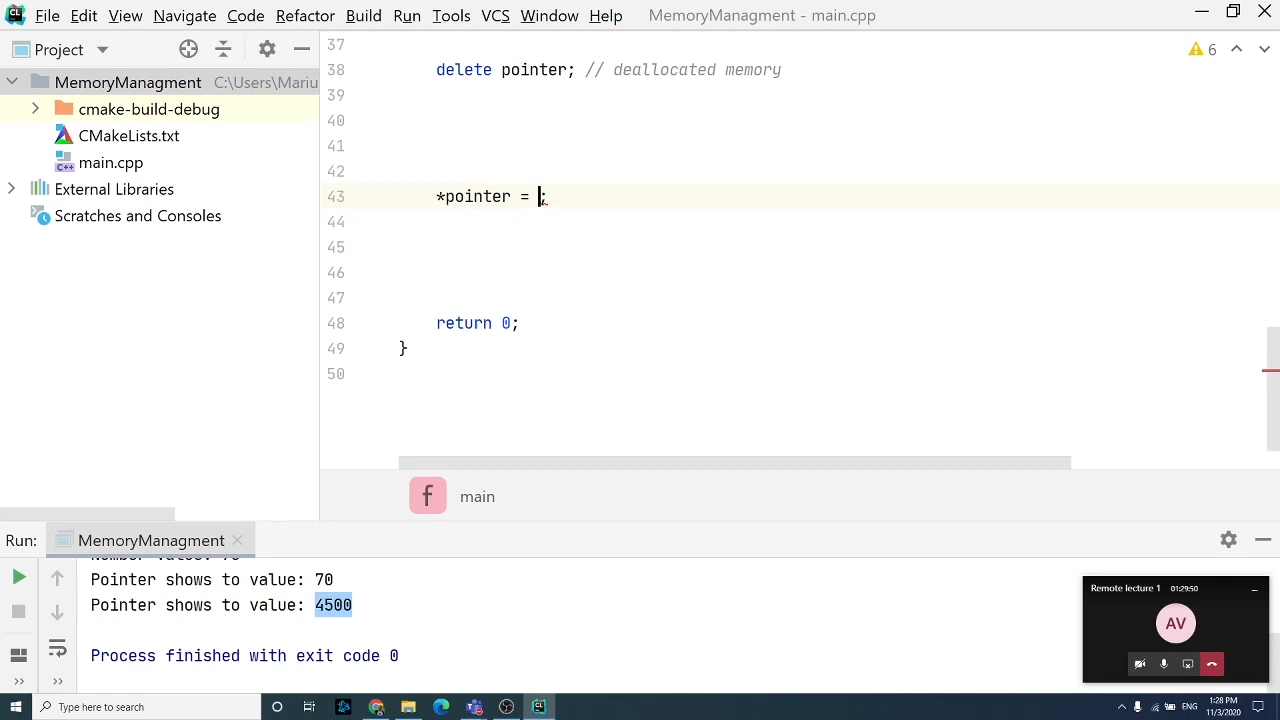 File Edit View Navigate Code Refactor Build Run Tools VCS Window Help MemoryManagment - main.cpp
Project
6
MemoryManagment C:\Users\Mariu
cmake-build-debug
CMakeLists.txt
main.cpp
External Libraries
Scratches and Consoles
37
38 delete pointer; // deallocated memory
39
40
41
42
43 *pointer = ;
44
45
46
47
48 return 0;
49 }
50
f main
Run: MemoryManagment
Pointer shows to value: 70
Pointer shows to value: 4500
Process finished with exit code 0
Remote lecture 1 01:29:50
AV
Type here to search
ENG
1:28 PM
11/3/2020